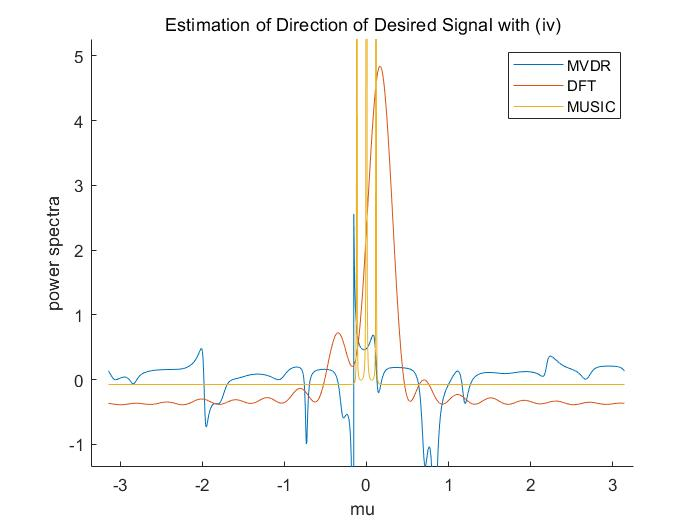 Estimation of Direction of Desired Signal with (iv)
MVDR
DFT
MUSIC
5
4
3
2
1
0
-1
power spectra
-3 -2 -1 0 1 2 3
mu